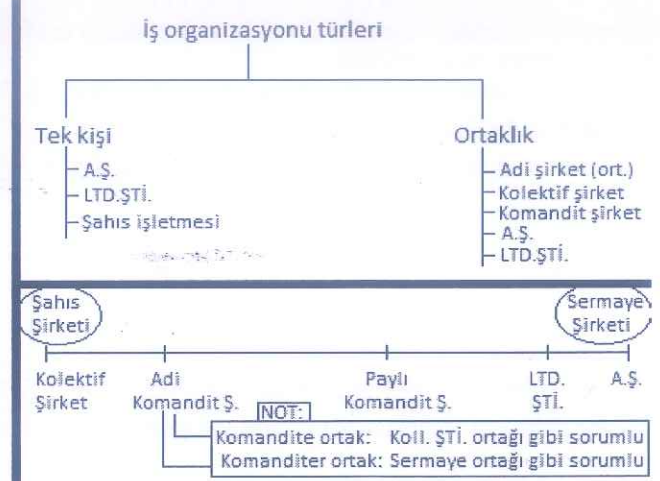 İş organizasyonu türleri
Tek kişi
A.Ş.
LTD.ŞTİ.
Şahıs işletmesi
Ortaklık
Adi şirket (ort.)
Kolektif şirket
Komandit şirket
A.Ş.
LTD.ŞTİ.
Şahıs
Şirketi
Sermaye
Şirketi
Kolektif
Şirket
Adi
Komandit Ş.
Paylı
Komandit Ş.
LTD.
ŞTİ.
A.Ş.
NOT:
Komandite ortak: Koll. ŞTİ. ortağı gibi sorumlu
Komanditer ortak: Sermaye ortağı gibi sorumlu